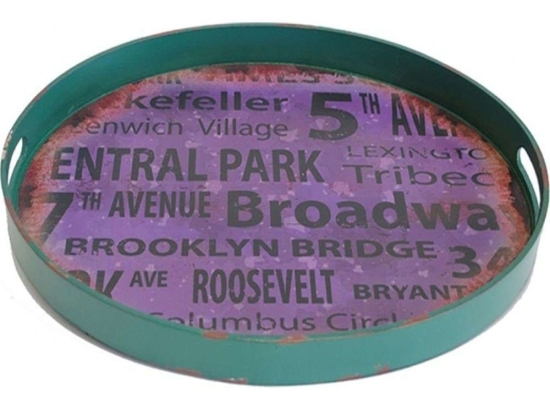 kefeller 5TH AVE
enwich Village
LEXINGTO
ENTRAL PARK Tribec
7TH AVENUE Broadwa
BROOKLYN BRIDGE 34
RK AVE ROOSEVELT BRYANT
Columbus Circl